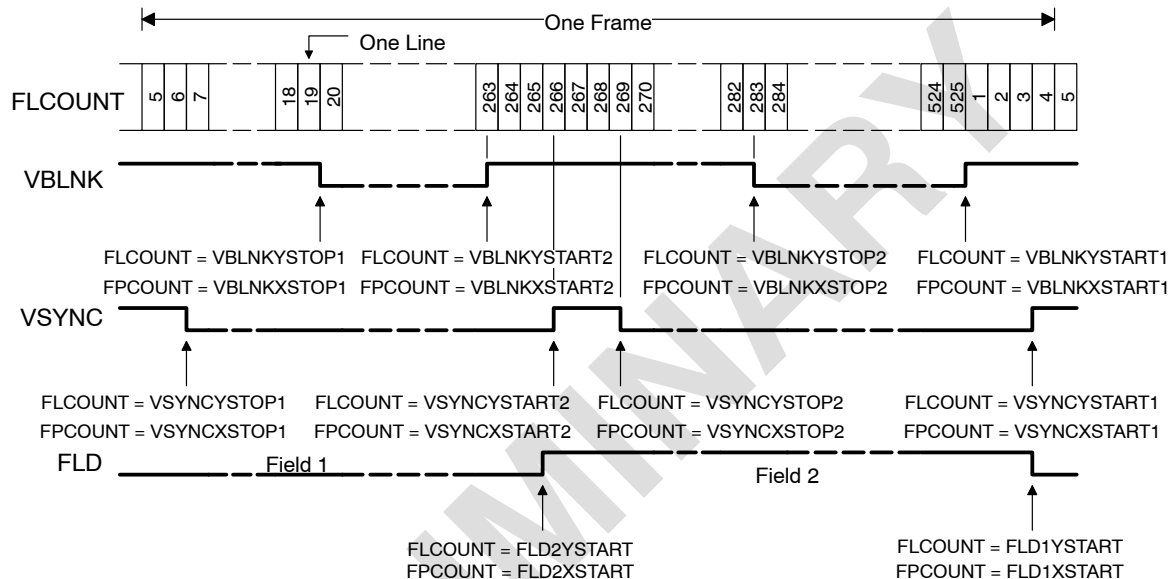 One Frame
One Line
FLCOUNT
5 6 7 18 19 20 263 264 265 266 267 268 269 270 282 283 284 524 525 1 2 3 4 5
VBLNK
FLCOUNT = VBLNKYSTOP1 FLCOUNT = VBLNKYSTART2 FLCOUNT = VBLNKYSTOP2 FLCOUNT = VBLNKYSTART1
FPCOUNT = VBLNKXSTOP1 FPCOUNT = VBLNKXSTART2 FPCOUNT = VBLNKXSTOP2 FPCOUNT = VBLNKXSTART1
VSYNC
FLCOUNT = VSYNCYSTOP1 FLCOUNT = VSYNCYSTART2 FLCOUNT = VSYNCYSTOP2 FLCOUNT = VSYNCYSTART1
FPCOUNT = VSYNCXSTOP1 FPCOUNT = VSYNCXSTART2 FPCOUNT = VSYNCXSTOP2 FPCOUNT = VSYNCXSTART1
FLD Field 1 Field 2
FLCOUNT = FLD2YSTART FLCOUNT = FLD1YSTART
FPCOUNT = FLD2XSTART FPCOUNT = FLD1XSTART
IMINARY